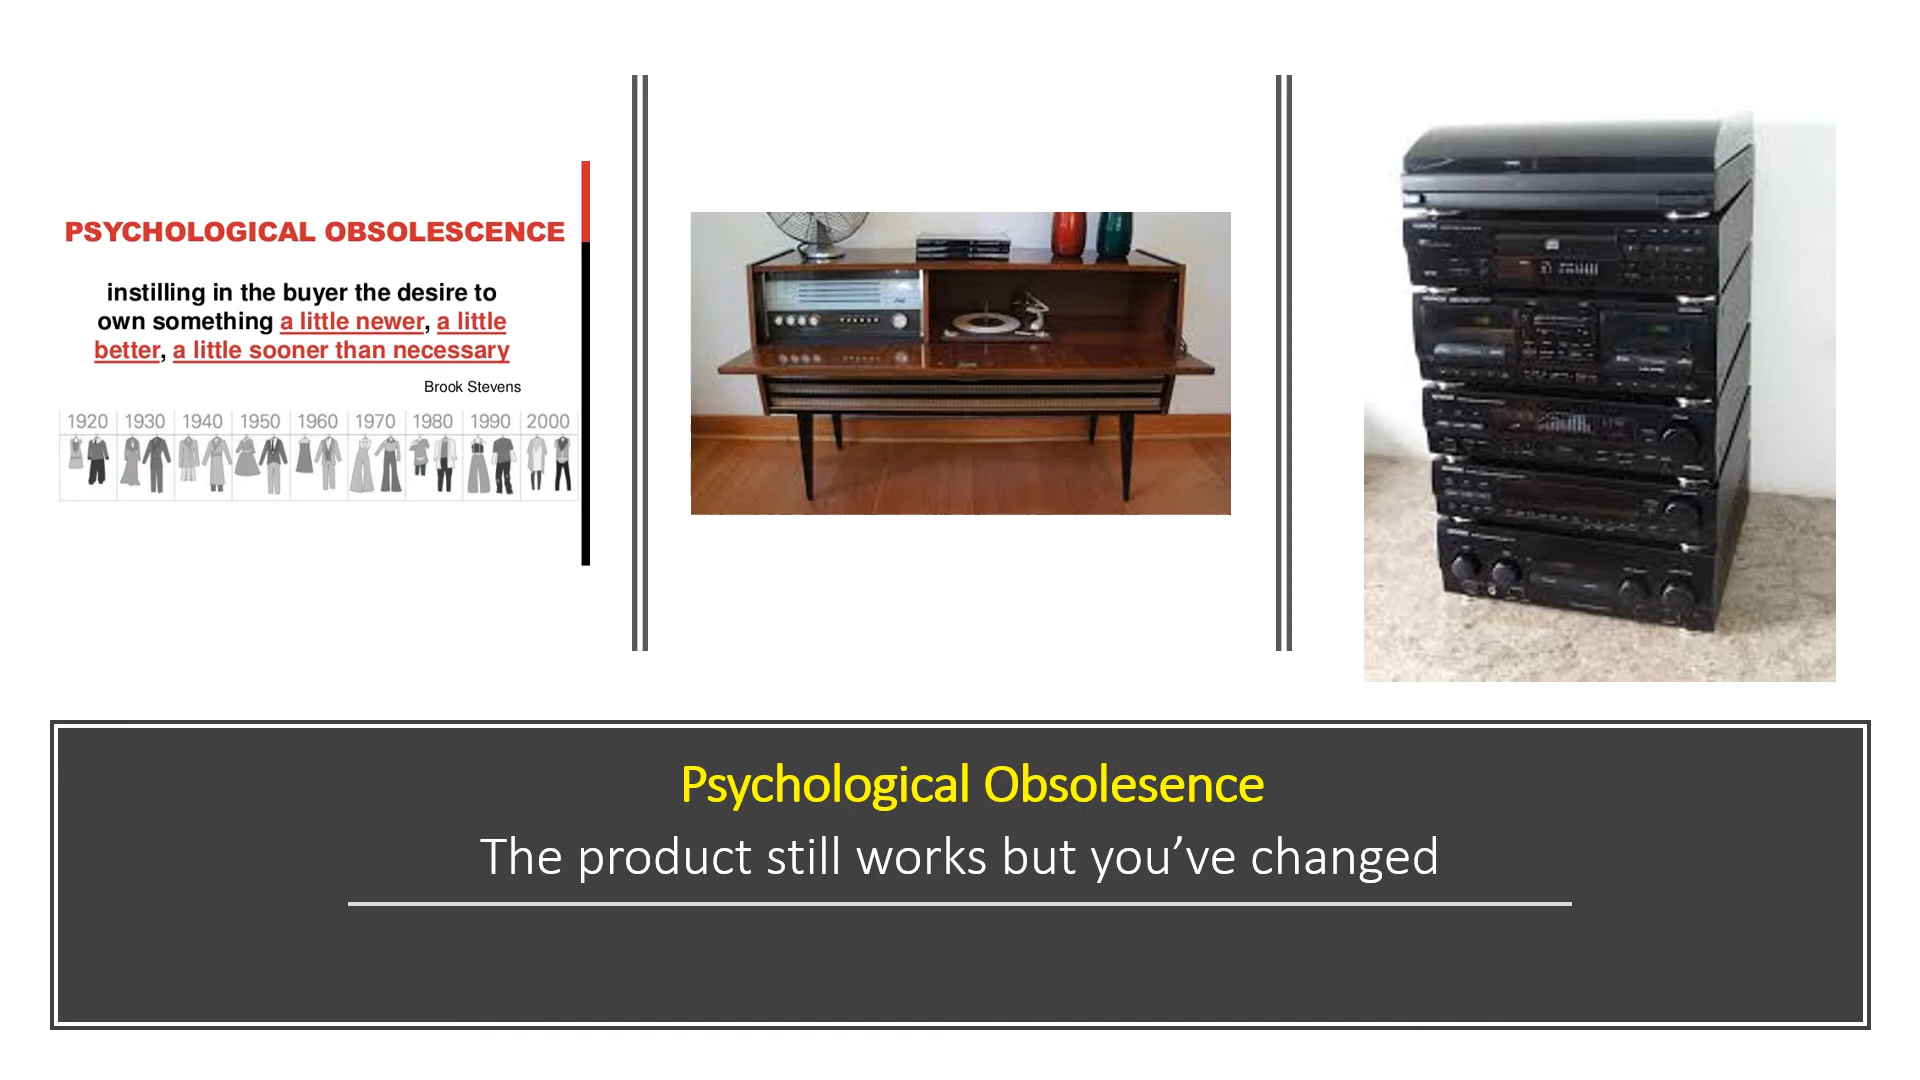 PSYCHOLOGICAL OBSOLESCENCE
instilling in the buyer the desire to
own something a little newer, a little
better, a little sooner than necessary
Brook Stevens
1920 1930 1940 1950 1960 1970 1980 1990 2000
Psychological Obsolesence
The product still works but you’ve changed